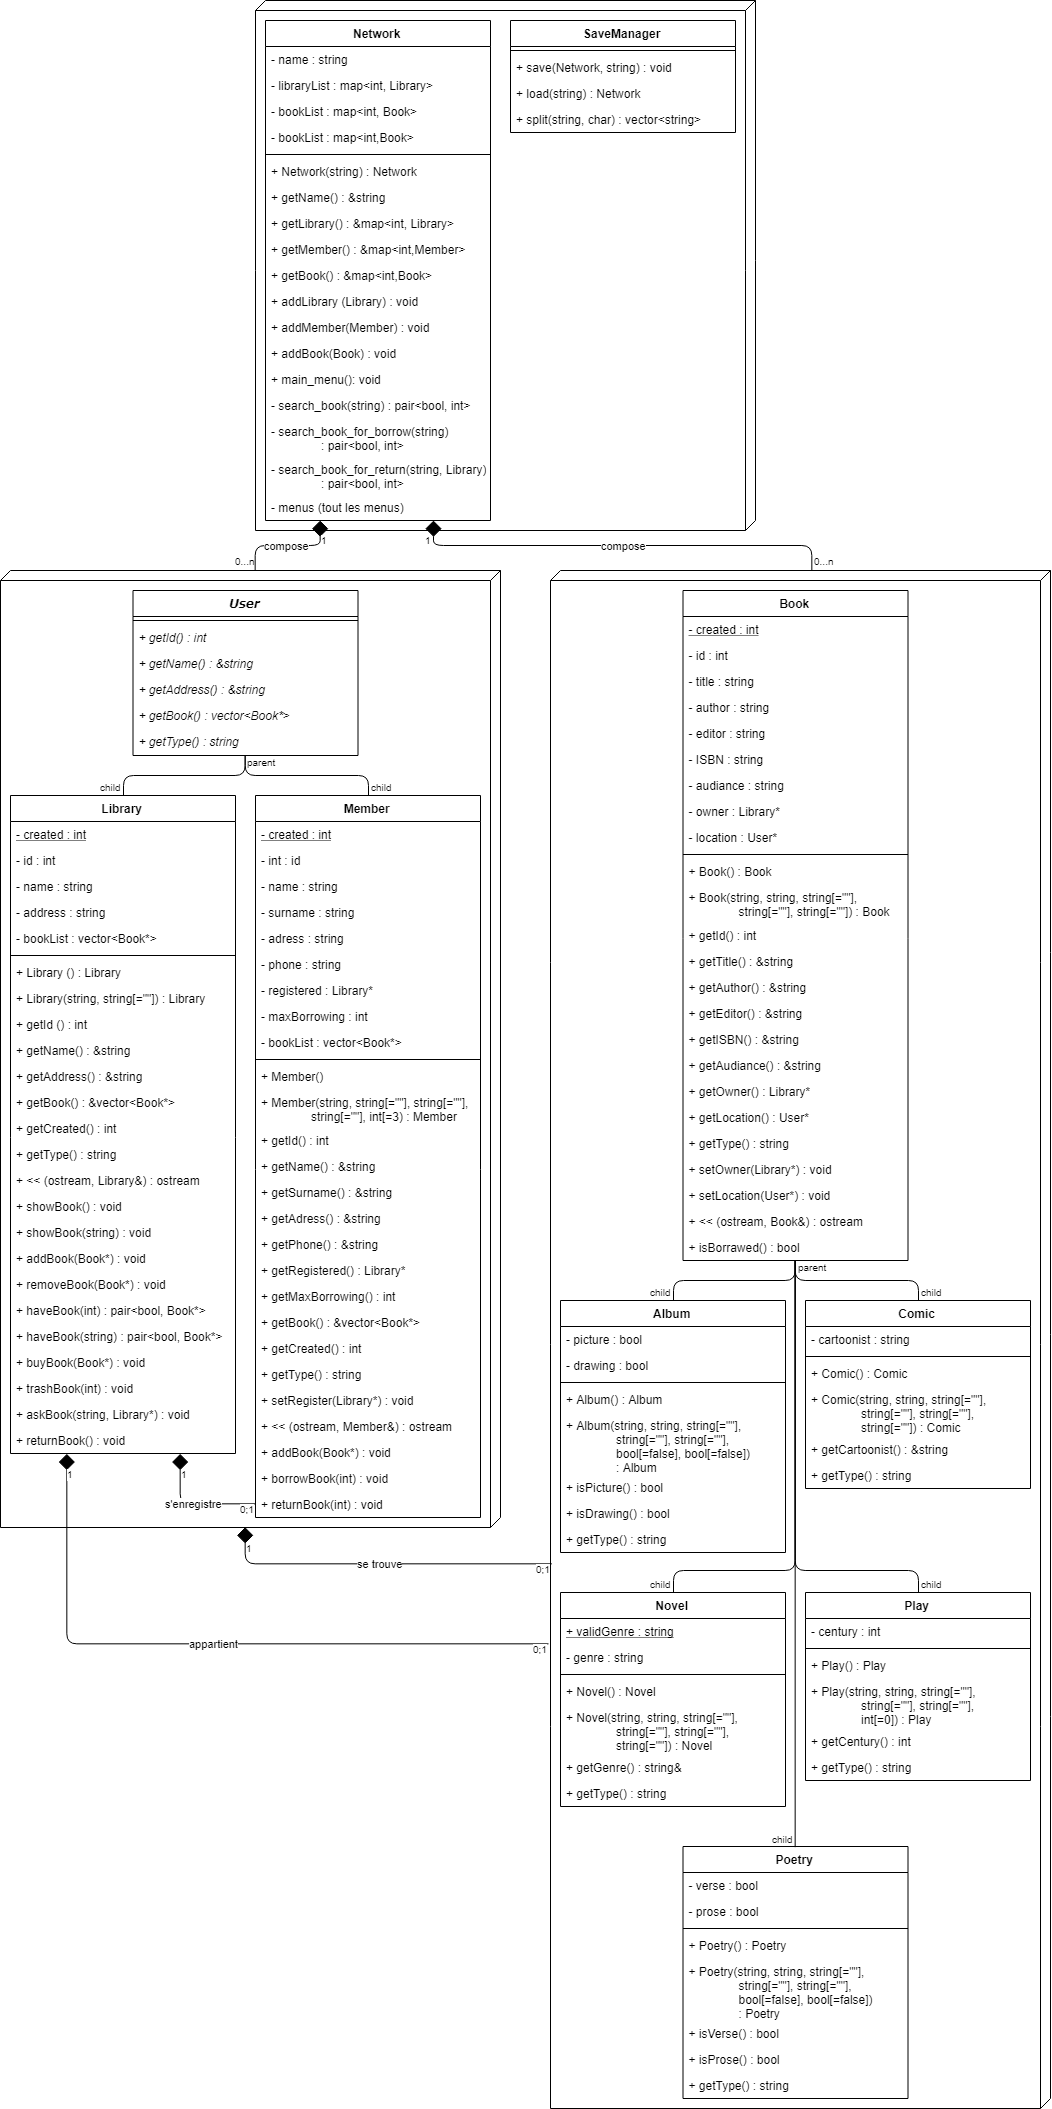 Network
- name : string
- libraryList : map<int, Library>
- bookList : map<int, Book>
- bookList : map<int,Book>
+ Network(string) : Network
+ getName() : &string
+ getLibrary() : &map<int, Library>
+ getMember() : &map<int,Member>
+ getBook() : &map<int,Book>
+ addLibrary (Library) : void
+ addMember(Member) : void
+ addBook(Book) : void
+ main_menu(): void
- search_book(string) : pair<bool, int>
- search_book_for_borrow(string)
: pair<bool, int>
- search_book_for_return(string, Library)
: pair<bool, int>
- menus (tout les menus)
SaveManager
+ save(Network, string) : void
+ load(string) : Network
+ split(string, char) : vector<string>
1
compose
0...n
1
compose
0...n
User
+ getId() : int
+ getName() : &string
+ getAddress() : &string
+ getBook() : vector<Book*>
+ getType() : string
parent
child
child
Library
- created : int
- id : int
- name : string
- address : string
- bookList : vector<Book*>
+ Library () : Library
+ Library(string, string[=""]) : Library
+ getId () : int
+ getName() : &string
+ getAddress() : &string
+ getBook() : &vector<Book*>
+ getCreated() : int
+ getType() : string
+ << (ostream, Library&) : ostream
+ showBook() : void
+ showBook(string) : void
+ addBook(Book*) : void
+ removeBook(Book*) : void
+ haveBook(int) : pair<bool, Book*>
+ haveBook(string) : pair<bool, Book*>
+ buyBook(Book*) : void
+ trashBook(int) : void
+ askBook(string, Library*) : void
+ returnBook() : void
Member
- created : int
- int : id
- name : string
- surname : string
- adress : string
- phone : string
- registered : Library*
- maxBorrowing : int
- bookList : vector<Book*>
+ Member()
+ Member(string, string[=""], string[=""],
string[=""], int[=3) : Member
+ getId() : int
+ getName() : &string
+ getSurname() : &string
+ getAdress() : &string
+ getPhone() : &string
+ getRegistered() : Library*
+ getMaxBorrowing() : int
+ getBook() : &vector<Book*>
+ getCreated() : int
+ getType() : string
+ setRegister(Library*) : void
+ << (ostream, Member&) : ostream
+ addBook(Book*) : void
+ borrowBook(int) : void
+ returnBook(int) : void
1
1
s'enregistre
0;1
1
se trouve
0;1
appartient
0;1
Book
- created : int
- id : int
- title : string
- author : string
- editor : string
- ISBN : string
- audiance : string
- owner : Library*
- location : User*
+ Book() : Book
+ Book(string, string, string[=""],
string[=""], string[=""]) : Book
+ getId() : int
+ getTitle() : &string
+ getAuthor() : &string
+ getEditor() : &string
+ getISBN() : &string
+ getAudiance() : &string
+ getOwner() : Library*
+ getLocation() : User*
+ getType() : string
+ setOwner(Library*) : void
+ setLocation(User*) : void
+ << (ostream, Book&) : ostream
+ isBorrawed() : bool
parent
child
child
Album
- picture : bool
- drawing : bool
+ Album() : Album
+ Album(string, string, string[=""],
string[=""], string[=""],
bool[=false], bool[=false])
: Album
+ isPicture() : bool
+ isDrawing() : bool
+ getType() : string
Comic
- cartoonist : string
+ Comic() : Comic
+ Comic(string, string, string[=""],
string[=""], string[=""],
string[=""]) : Comic
+ getCartoonist() : &string
+ getType() : string
child
child
Novel
+ validGenre : string
- genre : string
+ Novel() : Novel
+ Novel(string, string, string[=""],
string[=""], string[=""],
string[=""]) : Novel
+ getGenre() : string&
+ getType() : string
Play
- century : int
+ Play() : Play
+ Play(string, string, string[=""],
string[=""], string[=""],
int[=0]) : Play
+ getCentury() : int
+ getType() : string
child
Poetry
- verse : bool
- prose : bool
+ Poetry() : Poetry
+ Poetry(string, string, string[=""],
string[=""], string[=""],
bool[=false], bool[=false])
: Poetry
+ isVerse() : bool
+ isProse() : bool
+ getType() : string